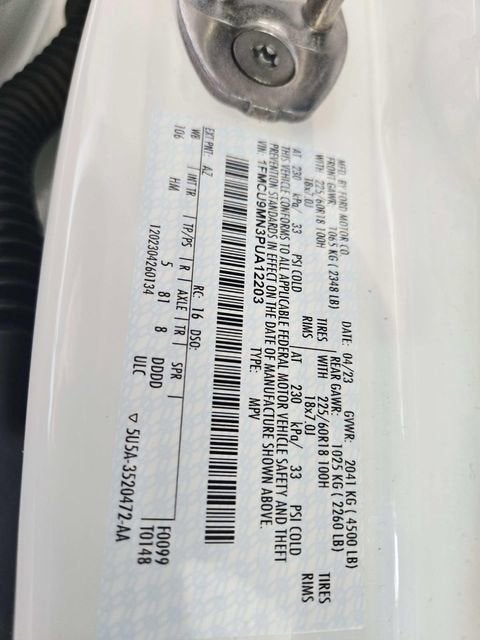 MFD. BY FORD MOTOR CO.
DATE: 04/23 GVWR: 2041 KG ( 4500 LB)
FRONT GAWR: 1065 KG ( 2348 LB) REAR GAWR: 1025 KG ( 2260 LB)
WITH 225/60R18 100H TIRES WITH 225/60R18 100H TIRES
18x7.0J RIMS 18x7.0J RIMS
AT 230 kPa/ 33 PSI COLD AT 230 kPa/ 33 PSI COLD
THIS VEHICLE CONFORMS TO ALL APPLICABLE FEDERAL MOTOR VEHICLE SAFETY AND THEFT
PREVENTION STANDARDS IN EFFECT ON THE DATE OF MANUFACTURE SHOWN ABOVE.
VIN: 1FMCU9MN3PUA12203 TYPE: MPV
EXT PNT: AZ RC: 16 DSO: F0099
WB INT TR TP/PS R AXLE TR SPR T0148
106 HM 5 81 8 DDDD
1202304260134 ULC ▽ 5U5A-3520472-AA